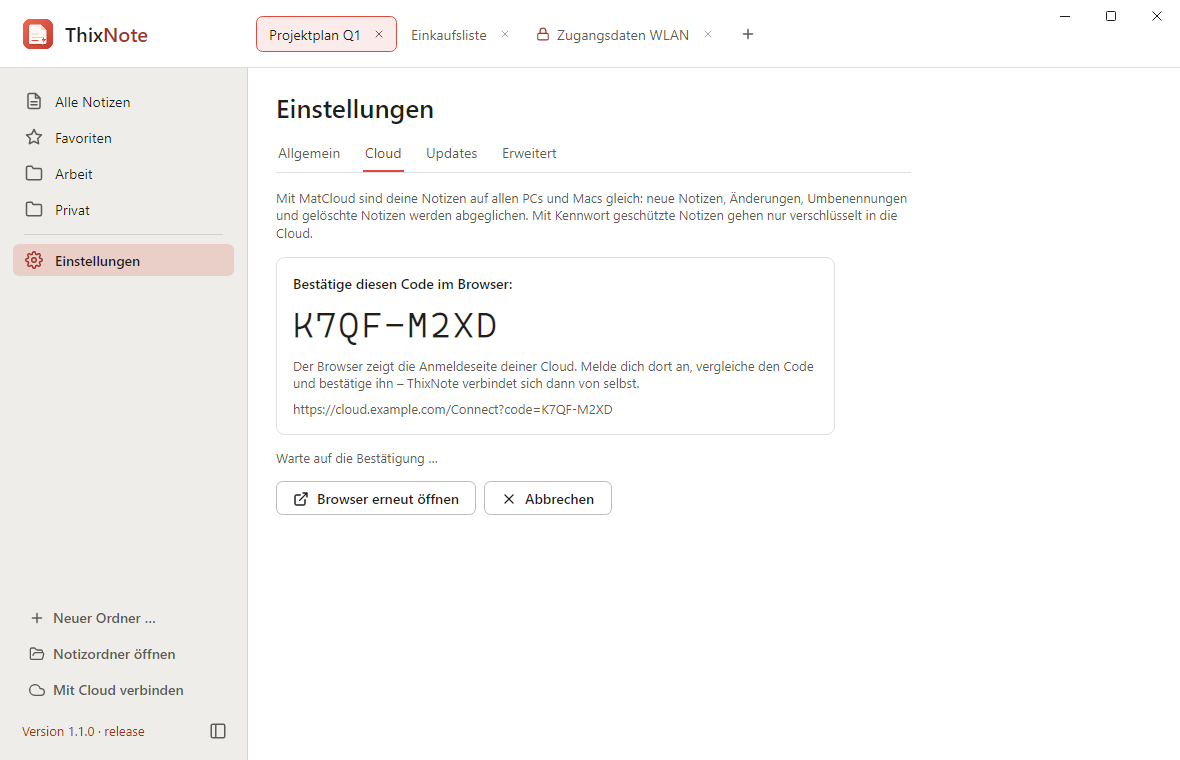 ThixNote
Projektplan Q1
Einkaufsliste
Zugangsdaten WLAN
Alle Notizen
Favoriten
Arbeit
Privat
Einstellungen
Einstellungen
Allgemein Cloud Updates Erweitert
Mit MatCloud sind deine Notizen auf allen PCs und Macs gleich: neue Notizen, Änderungen, Umbenennungen
und gelöschte Notizen werden abgeglichen. Mit Kennwort geschützte Notizen gehen nur verschlüsselt in die
Cloud.
Bestätige diesen Code im Browser:
K7QF-M2XD
Der Browser zeigt die Anmeldeseite deiner Cloud. Melde dich dort an, vergleiche den Code
und bestätige ihn – ThixNote verbindet sich dann von selbst.
https://cloud.example.com/Connect?code=K7QF-M2XD
Warte auf die Bestätigung ...
Browser erneut öffnen
Abbrechen
Neuer Ordner ...
Notizordner öffnen
Mit Cloud verbinden
Version 1.1.0 · release